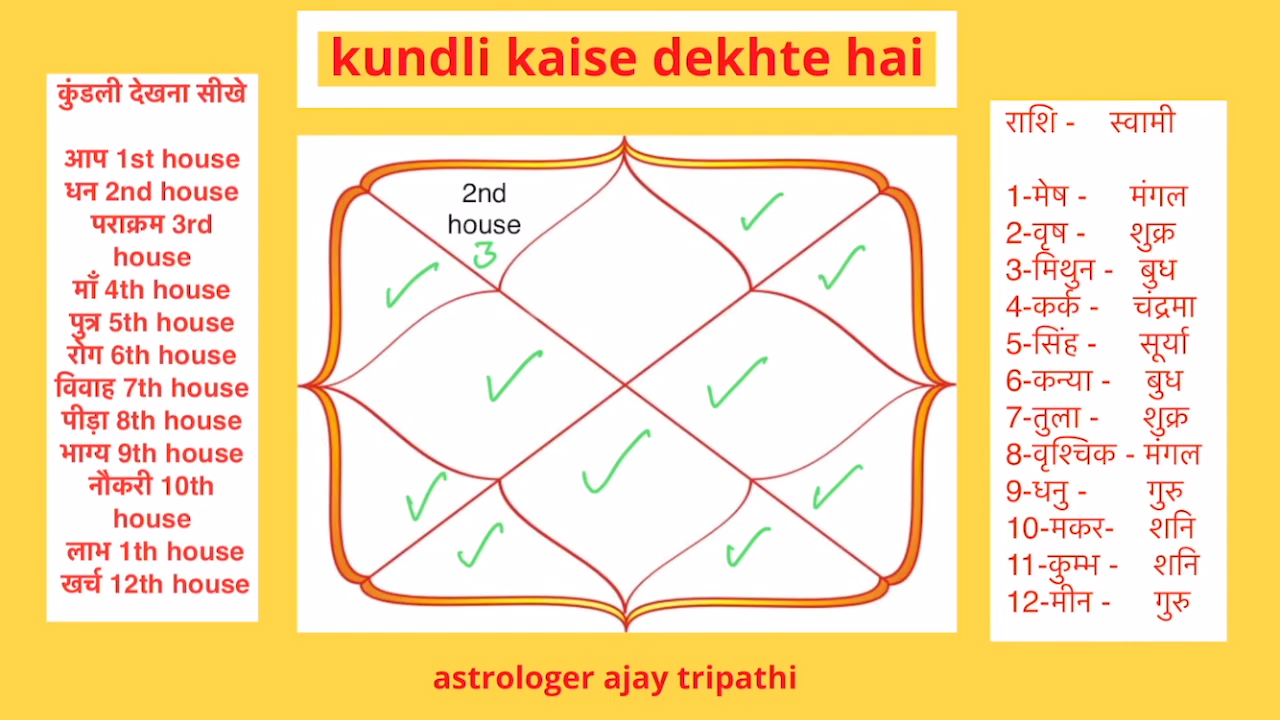 kundli kaise dekhte hai
कुंडली देखना सीखे
आप 1st house
धन 2nd house
पराक्रम 3rd
house
माँ 4th house
पुत्र 5th house
रोग 6th house
विवाह 7th house
पीड़ा 8th house
भाग्य 9th house
नौकरी 10th
house
लाभ 1th house
खर्च 12th house
2nd
house
3
राशि - स्वामी
1-मेष - मंगल
2-वृष - शुक्र
3-मिथुन - बुध
4-कर्क - चंद्रमा
5-सिंह - सूर्या
6-कन्या - बुध
7-तुला - शुक्र
8-वृश्चिक - मंगल
9-धनु - गुरु
10-मकर- शनि
11-कुम्भ - शनि
12-मीन - गुरु
astrologer ajay tripathi